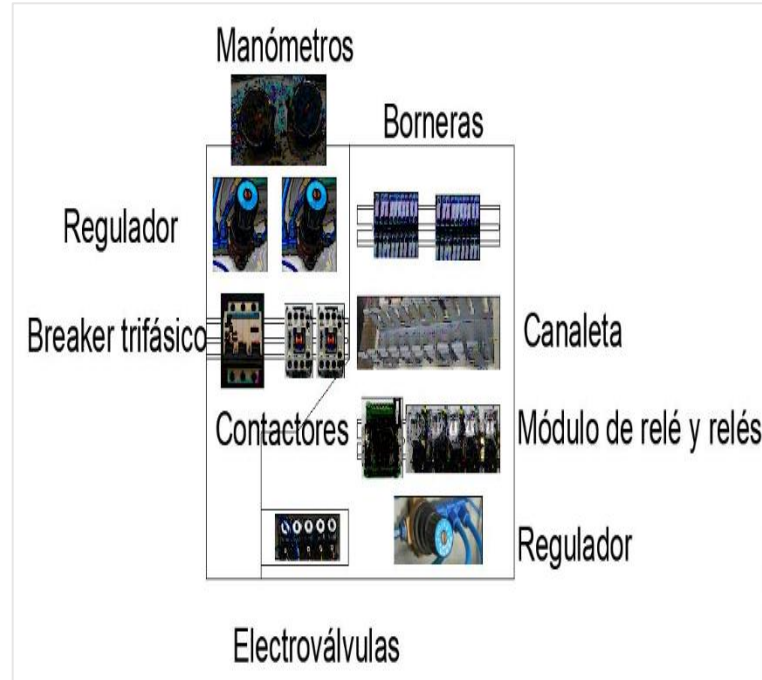 Manómetros
Borneras
Regulador
Breaker trifásico
Canaleta
Contactores
Módulo de relé y relés
Regulador
Electroválvulas